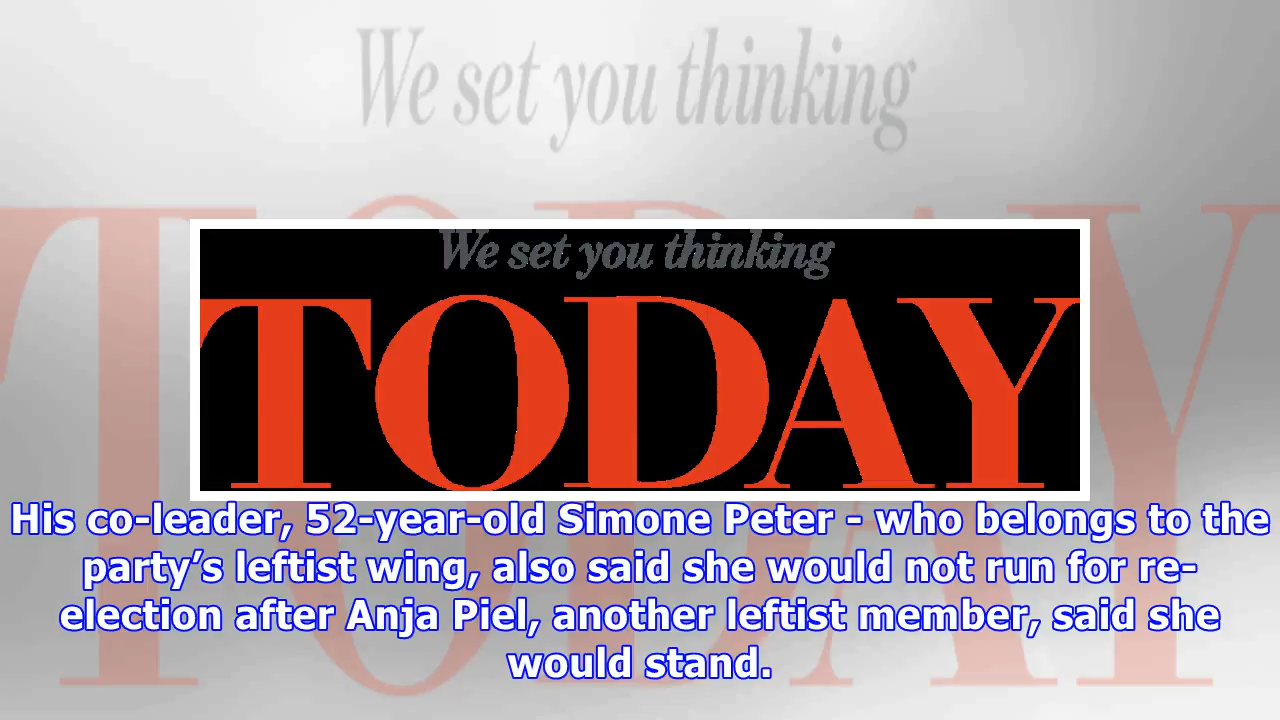 We set you thinking
TODAY
We set you thinking
TODAY
His co-leader, 52-year-old Simone Peter - who belongs to the
party’s leftist wing, also said she would not run for re-
election after Anja Piel, another leftist member, said she
would stand.